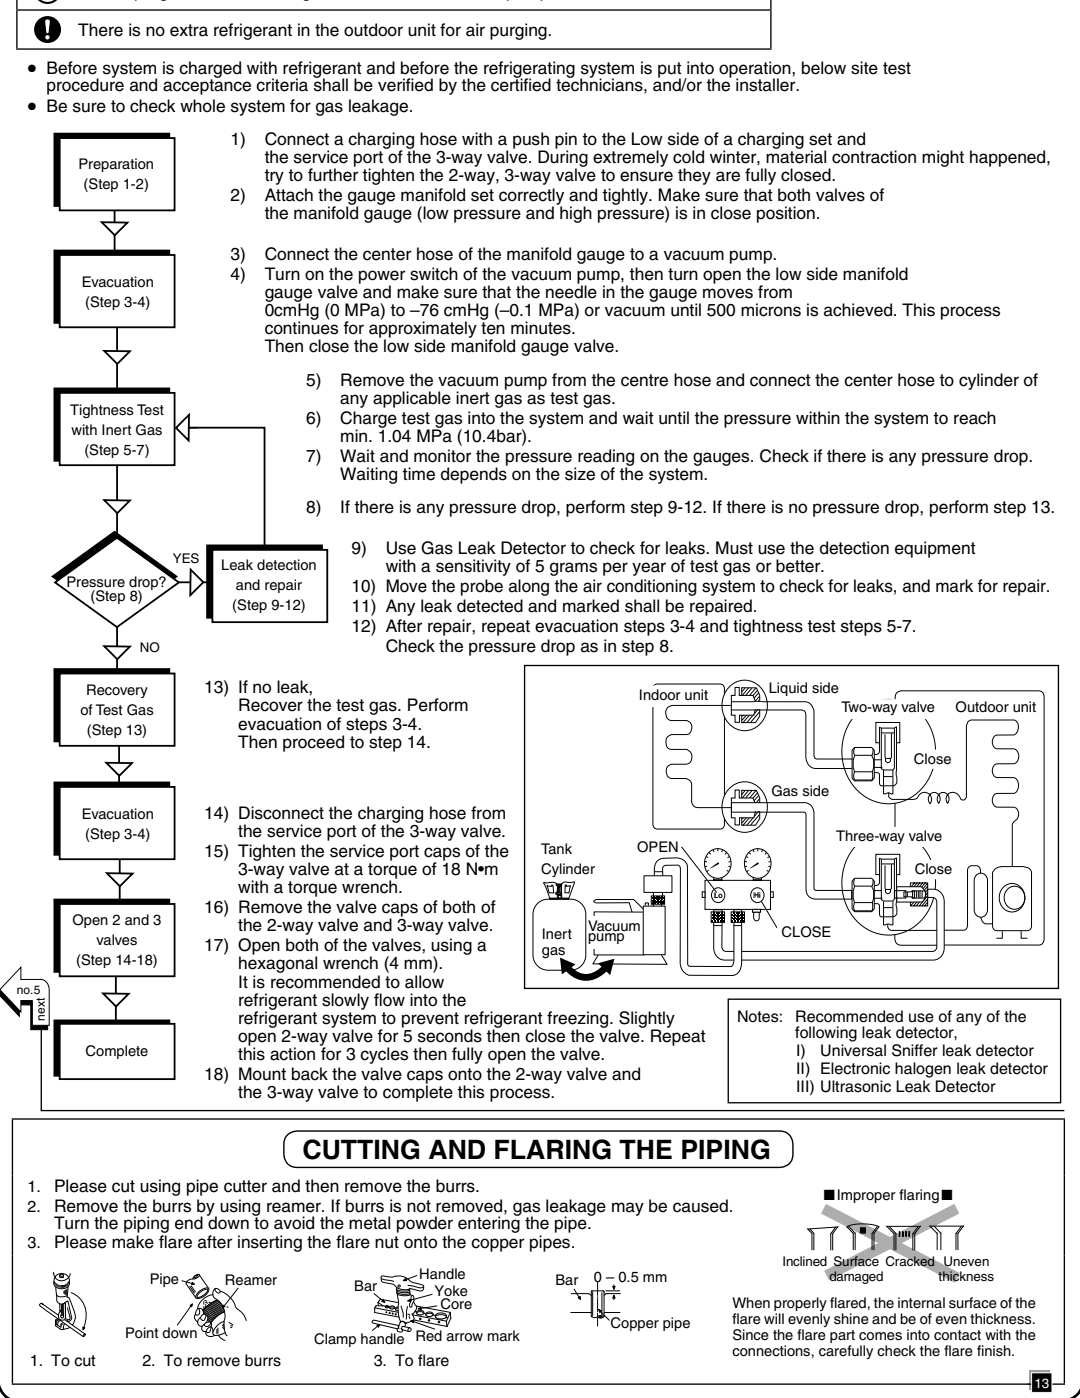 There is no extra refrigerant in the outdoor unit for air purging.
● Before system is charged with refrigerant and before the refrigerating system is put into operation, below site test
procedure and acceptance criteria shall be verified by the certified technicians, and/or the installer.
● Be sure to check whole system for gas leakage.
Preparation
(Step 1-2)
1) Connect a charging hose with a push pin to the Low side of a charging set and
the service port of the 3-way valve. During extremely cold winter, material contraction might happened,
try to further tighten the 2-way, 3-way valve to ensure they are fully closed.
2) Attach the gauge manifold set correctly and tightly. Make sure that both valves of
the manifold gauge (low pressure and high pressure) is in close position.
Evacuation
(Step 3-4)
3) Connect the center hose of the manifold gauge to a vacuum pump.
4) Turn on the power switch of the vacuum pump, then turn open the low side manifold
gauge valve and make sure that the needle in the gauge moves from
0cmHg (0 MPa) to –76 cmHg (–0.1 MPa) or vacuum until 500 microns is achieved. This process
continues for approximately ten minutes.
Then close the low side manifold gauge valve.
Tightness Test
with Inert Gas
(Step 5-7)
5) Remove the vacuum pump from the centre hose and connect the center hose to cylinder of
any applicable inert gas as test gas.
6) Charge test gas into the system and wait until the pressure within the system to reach
min. 1.04 MPa (10.4bar).
7) Wait and monitor the pressure reading on the gauges. Check if there is any pressure drop.
Waiting time depends on the size of the system.
8) If there is any pressure drop, perform step 9-12. If there is no pressure drop, perform step 13.
Pressure drop?
(Step 8)
YES
NO
Leak detection
and repair
(Step 9-12)
9) Use Gas Leak Detector to check for leaks. Must use the detection equipment
with a sensitivity of 5 grams per year of test gas or better.
10) Move the probe along the air conditioning system to check for leaks, and mark for repair.
11) Any leak detected and marked shall be repaired.
12) After repair, repeat evacuation steps 3-4 and tightness test steps 5-7.
Check the pressure drop as in step 8.
Recovery
of Test Gas
(Step 13)
13) If no leak,
Recover the test gas. Perform
evacuation of steps 3-4.
Then proceed to step 14.
Evacuation
(Step 3-4)
Open 2 and 3
valves
(Step 14-18)
no.5
next
Complete
14) Disconnect the charging hose from
the service port of the 3-way valve.
15) Tighten the service port caps of the
3-way valve at a torque of 18 N•m
with a torque wrench.
16) Remove the valve caps of both of
the 2-way valve and 3-way valve.
17) Open both of the valves, using a
hexagonal wrench (4 mm).
It is recommended to allow
refrigerant slowly flow into the
refrigerant system to prevent refrigerant freezing. Slightly
open 2-way valve for 5 seconds then close the valve. Repeat
this action for 3 cycles then fully open the valve.
18) Mount back the valve caps onto the 2-way valve and
the 3-way valve to complete this process.
Indoor unit
Liquid side
Two-way valve
Outdoor unit
Close
Gas side
Three-way valve
Close
Tank
Cylinder
OPEN
Lo
Hi
CLOSE
Inert
gas
Vacuum
pump
Notes: Recommended use of any of the
following leak detector,
I) Universal Sniffer leak detector
II) Electronic halogen leak detector
III) Ultrasonic Leak Detector
CUTTING AND FLARING THE PIPING
1. Please cut using pipe cutter and then remove the burrs.
2. Remove the burrs by using reamer. If burrs is not removed, gas leakage may be caused.
Turn the piping end down to avoid the metal powder entering the pipe.
3. Please make flare after inserting the flare nut onto the copper pipes.
Pipe
Reamer
Point down
Handle
Bar
Yoke
Core
Clamp handle
Red arrow mark
Bar
0 – 0.5 mm
Copper pipe
1. To cut
2. To remove burrs
3. To flare
■Improper flaring■
Inclined
Surface
damaged
Cracked
Uneven
thickness
When properly flared, the internal surface of the
flare will evenly shine and be of even thickness.
Since the flare part comes into contact with the
connections, carefully check the flare finish.
13